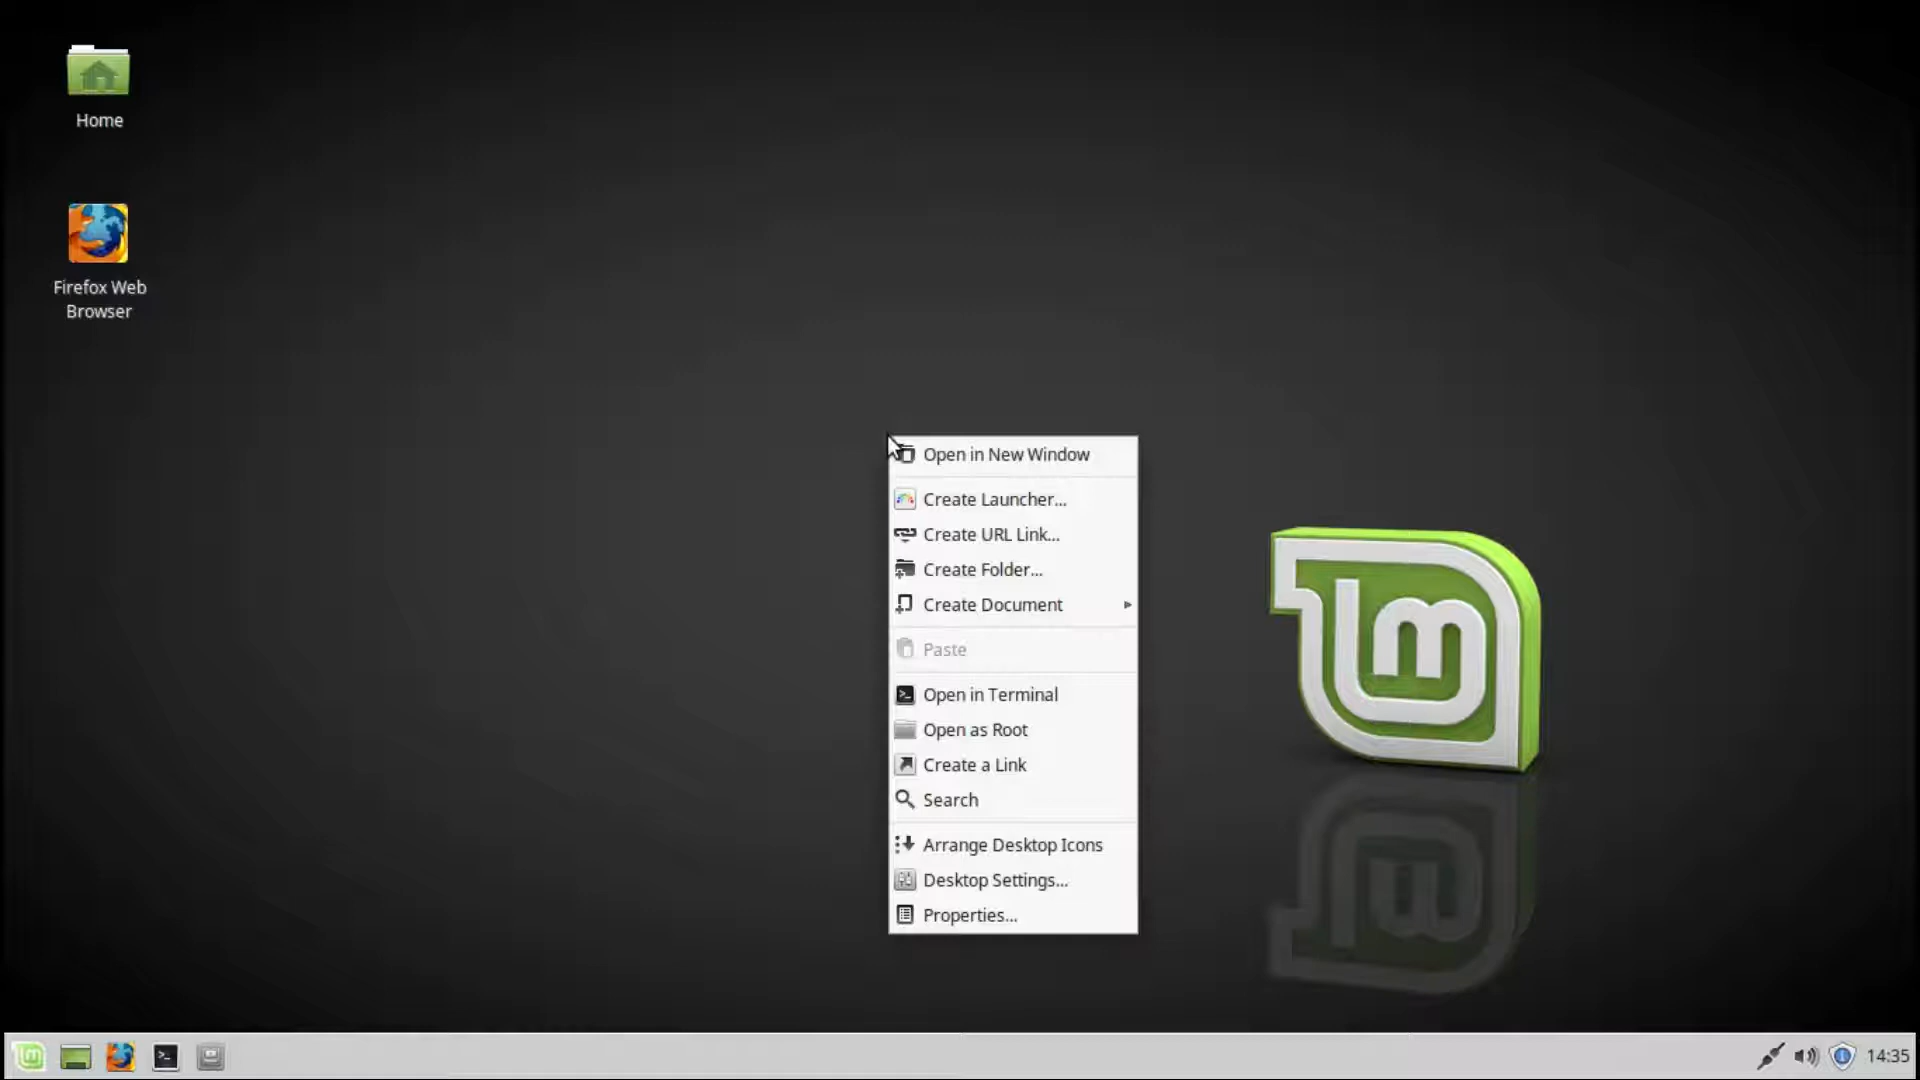 Home
Firefox Web
Browser
Open in New Window
Create Launcher...
Create URL Link...
Create Folder...
Create Document
Paste
Open in Terminal
Open as Root
Create a Link
Search
Arrange Desktop Icons
Desktop Settings...
Properties...
lm
14:35